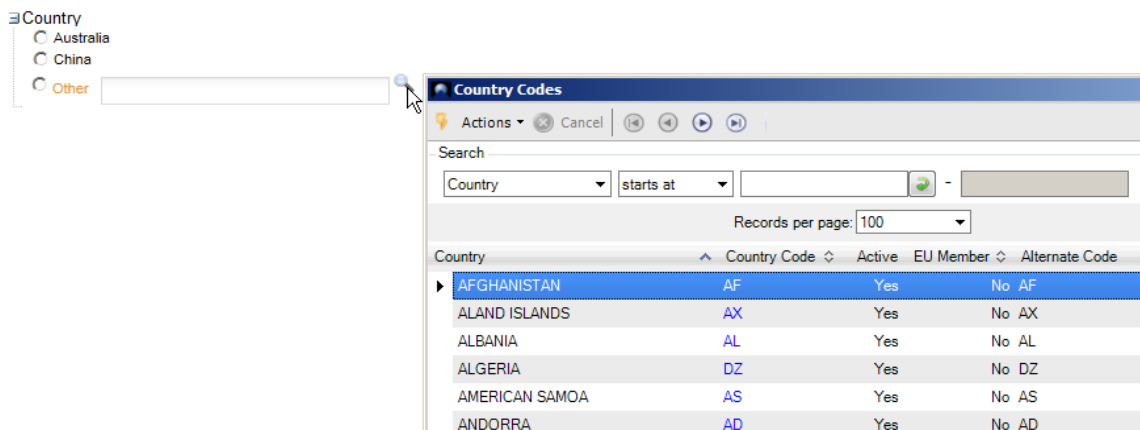 Country
Australia
China
Other
Country Codes
Actions Cancel
Search
Country starts at -
Records per page: 100
Country Country Code Active EU Member Alternate Code
AFGHANISTAN AF Yes No AF
ALAND ISLANDS AX Yes No AX
ALBANIA AL Yes No AL
ALGERIA DZ Yes No DZ
AMERICAN SAMOA AS Yes No AS
ANDORRA AD Yes No AD